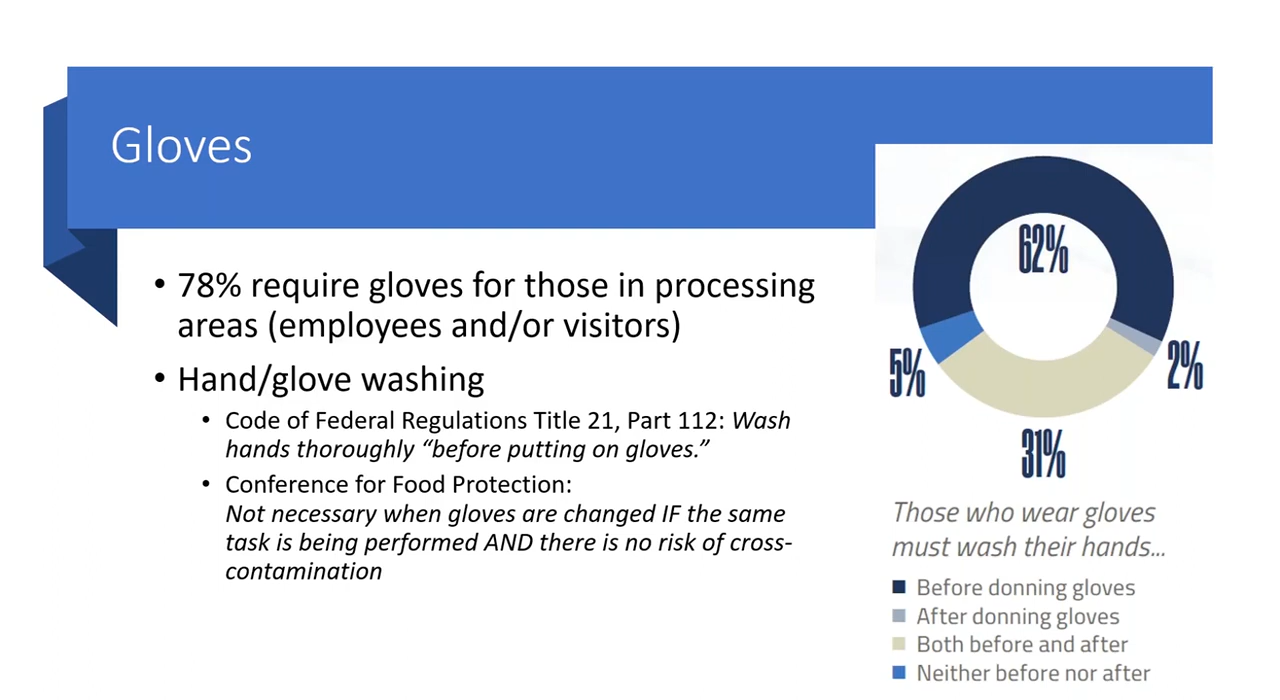 Gloves
• 78% require gloves for those in processing
areas (employees and/or visitors)
• Hand/glove washing
• Code of Federal Regulations Title 21, Part 112: Wash
hands thoroughly “before putting on gloves.”
• Conference for Food Protection:
Not necessary when gloves are changed IF the same
task is being performed AND there is no risk of cross-
contamination
62%
5%
2%
31%
Those who wear gloves
must wash their hands...
Before donning gloves
After donning gloves
Both before and after
Neither before nor after